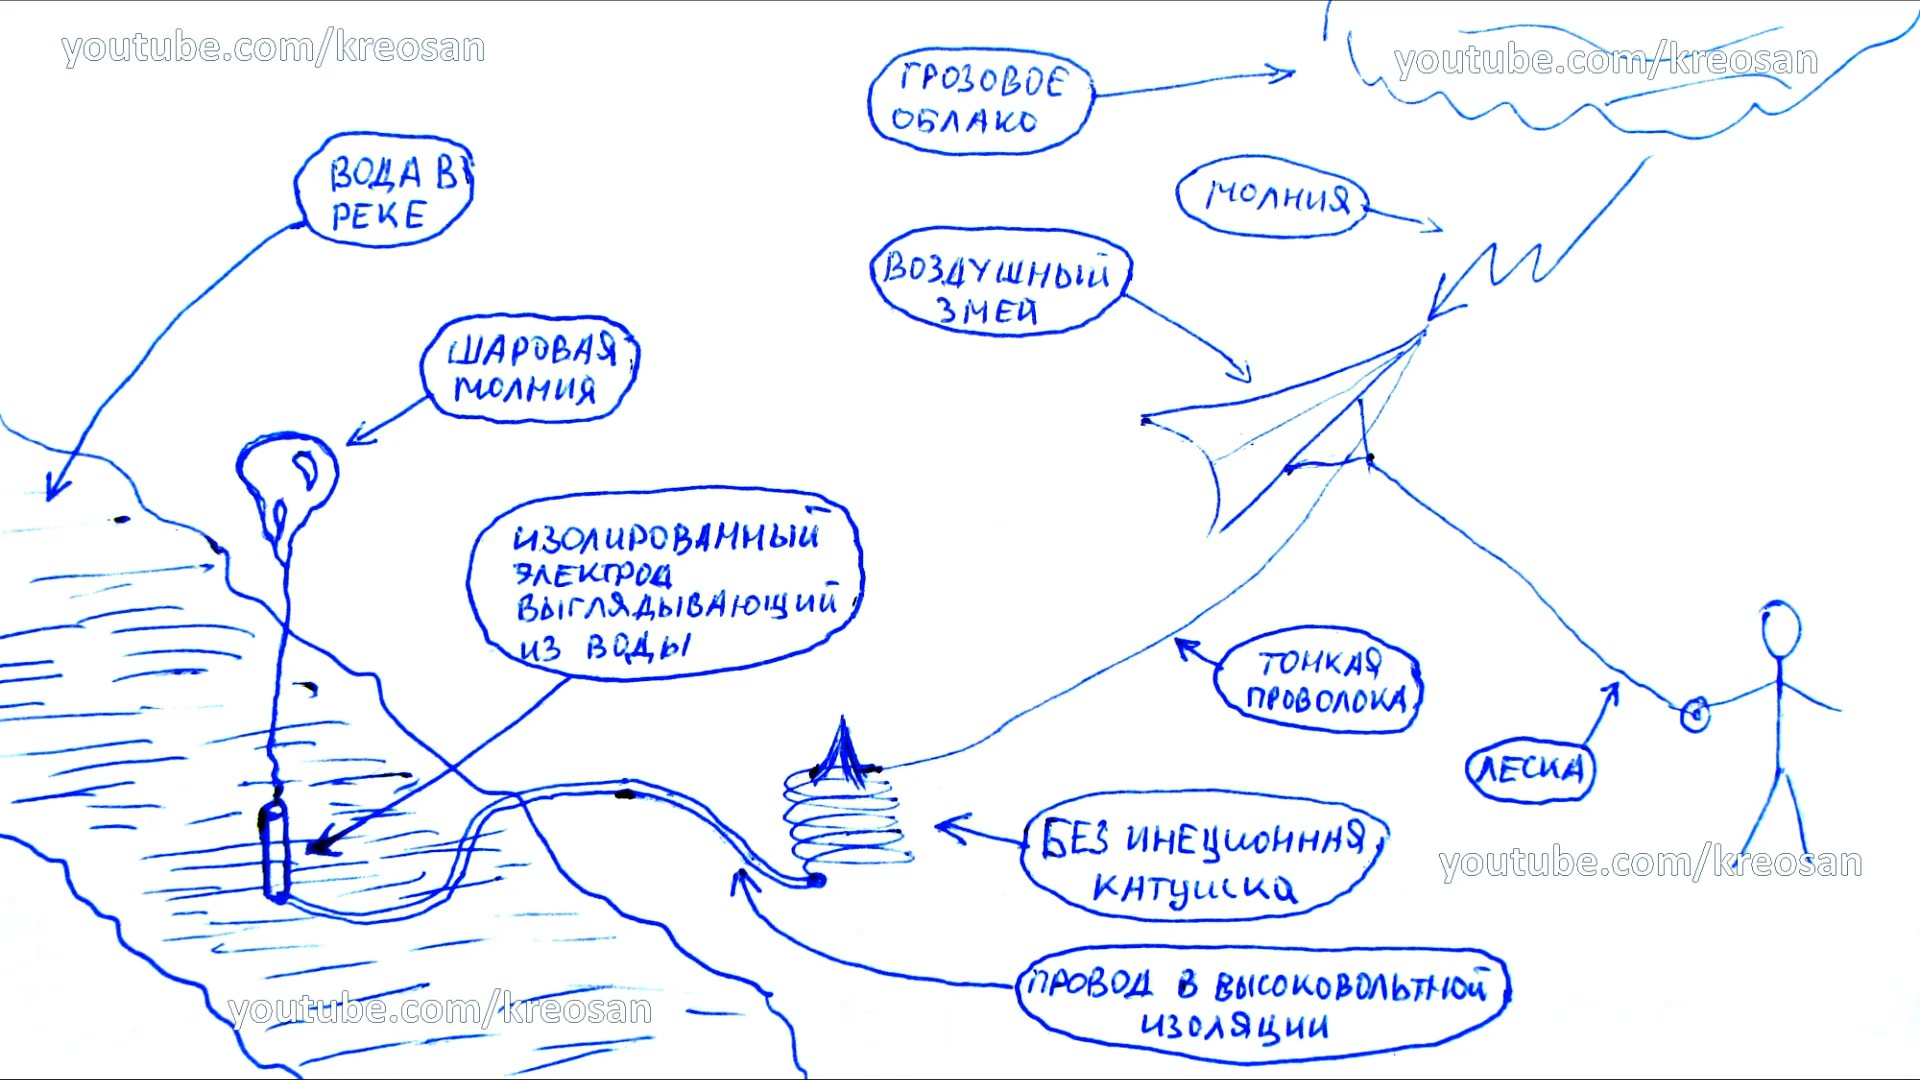 youtube.com/kreosan
youtube.com/kreosan
ГРОЗОВОЕ
ОБЛАКО
ВОДА В
РЕКЕ
МОЛНИЯ
ВОЗДУШНЫЙ
ЗМЕЙ
ШАРОВАЯ
МОЛНИЯ
ИЗОЛИРОВАННЫЙ
ЭЛЕКТРОД
ВЫГЛЯДЫВАЮЩИЙ
ИЗ ВОДЫ
ТОНКАЯ
ПРОВОЛОКА
ЛЕСКА
БЕЗ ИНЕЦИОННАЯ
КАТУШКА
youtube.com/kreosan
ПРОВОД В ВЫСОКОВОЛЬТНОЙ
ИЗОЛЯЦИИ
youtube.com/kreosan